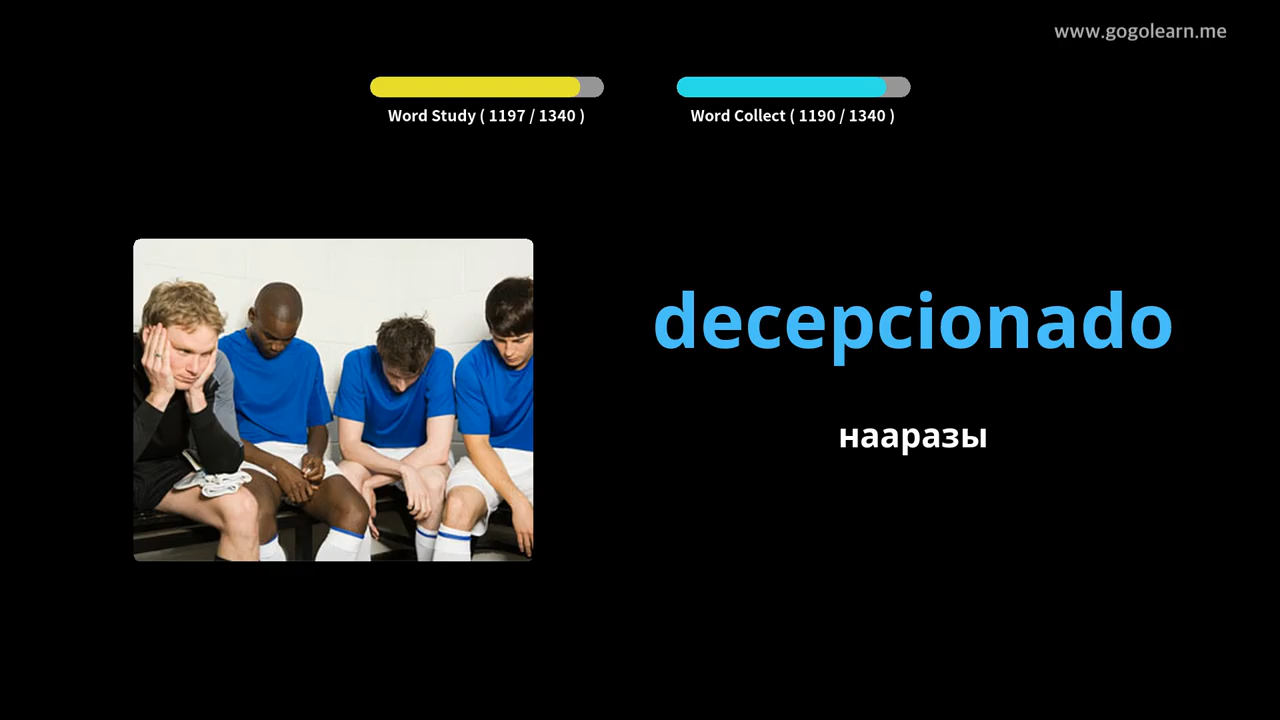 www.gogolearn.me
Word Study ( 1197 / 1340 )
Word Collect ( 1190 / 1340 )
decepcionado
нааразы